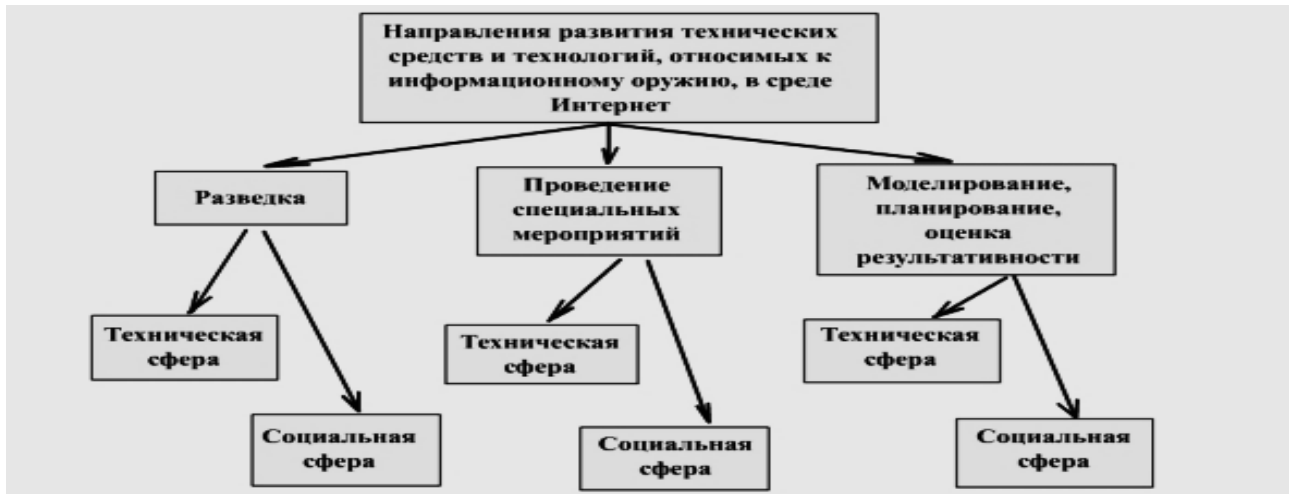 Направления развития технических
средств и технологий, относимых к
информационному оружию, в среде
Интернет
Разведка
Проведение
специальных
мероприятий
Моделирование,
планирование,
оценка
результативности
Техническая
сфера
Техническая
сфера
Техническая
сфера
Социальная
сфера
Социальная
сфера
Социальная
сфера